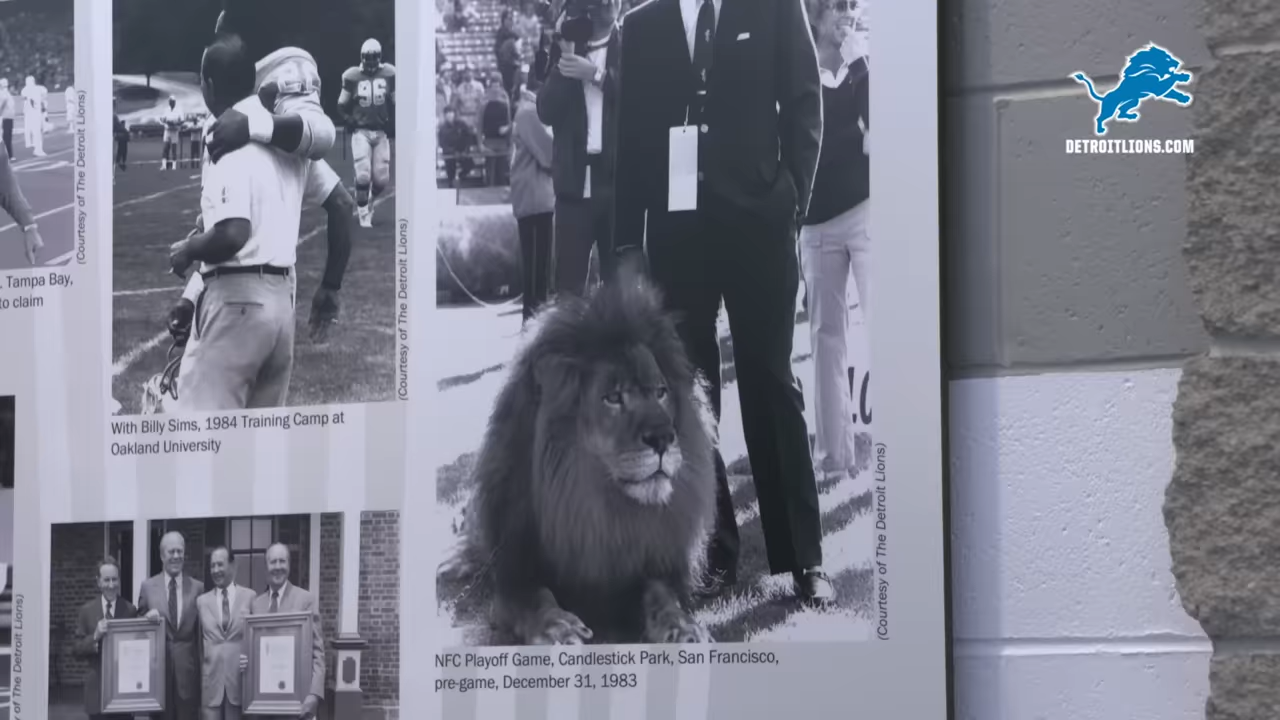 . Tampa Bay,
to claim
(Courtesy of The Detroit Lions)
96
With Billy Sims, 1984 Training Camp at
Oakland University
(Courtesy of The Detroit Lions)
y of The Detroit Lions)
NFC Playoff Game, Candlestick Park, San Francisco,
pre-game, December 31, 1983
(Courtesy of The Detroit Lions)
DETROITLIONS.COM